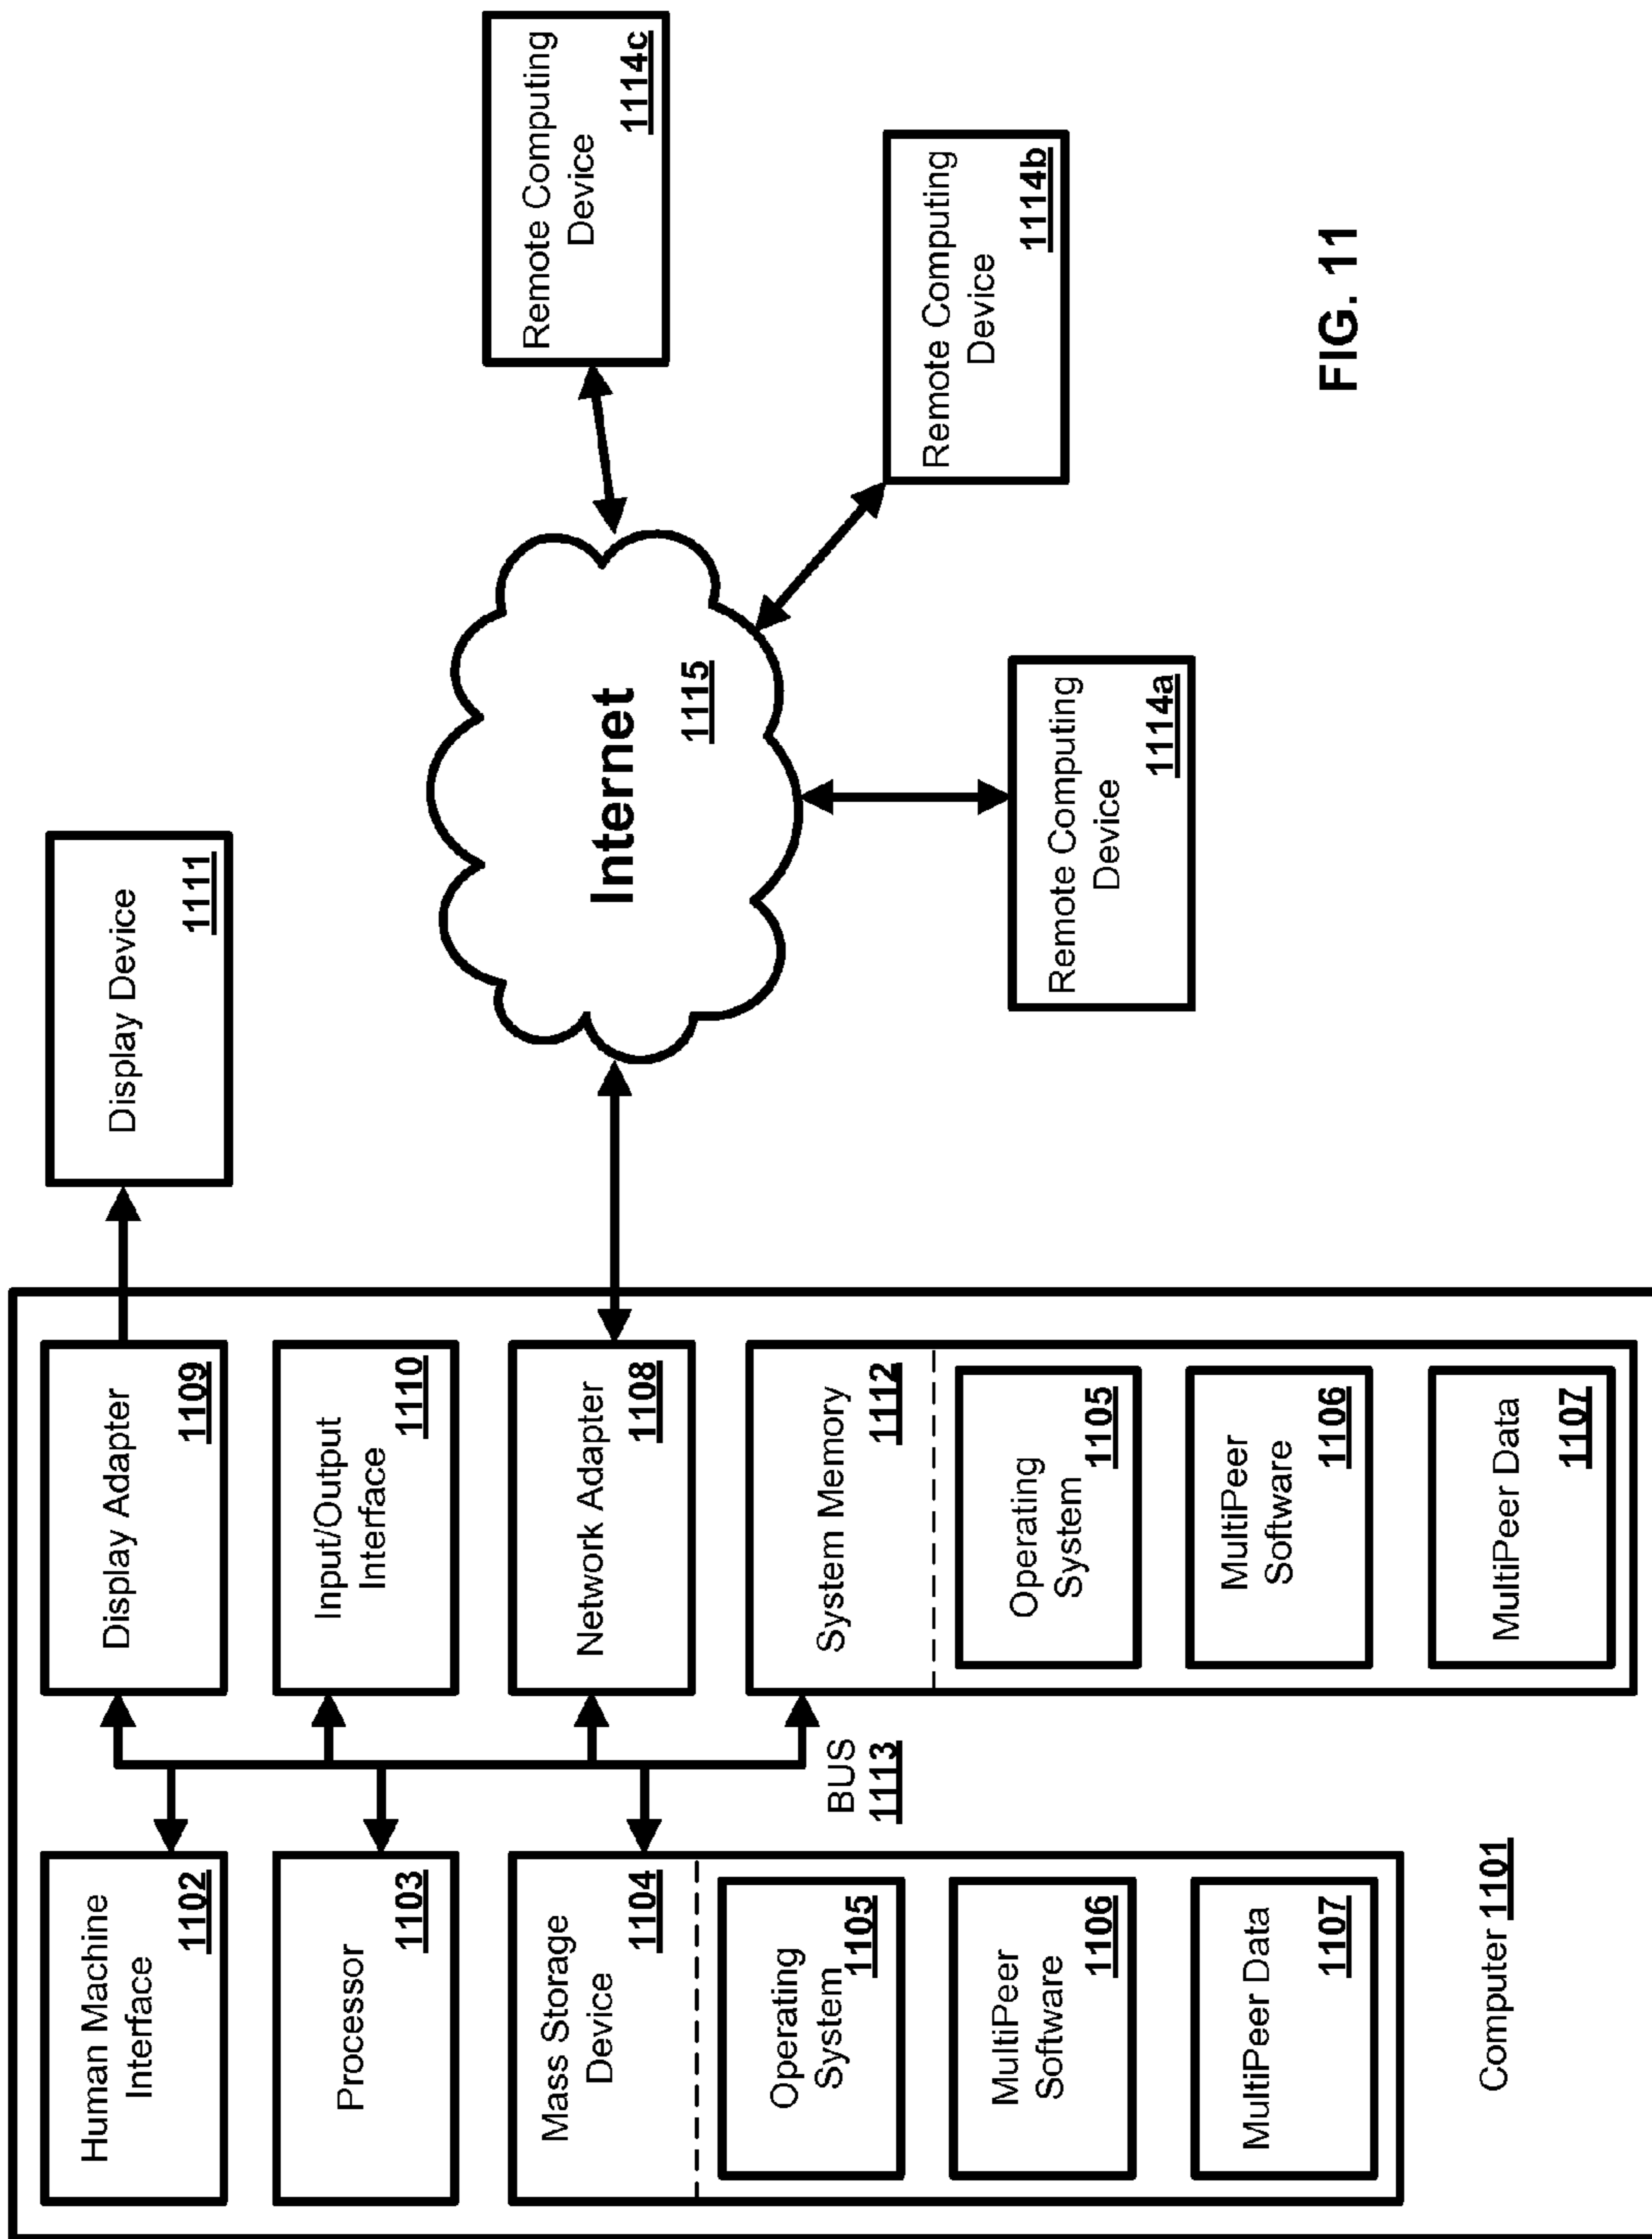 Human Machine
Interface
1102
Processor
1103
Mass Storage
Device
1104
Operating
System
1105
MultiPeer
Software
1106
MultiPeer Data
1107
Computer 1101
BUS
1113
Display Adapter
1109
Input/Output
Interface
1110
Network Adapter
1108
System Memory
1112
Operating
System
1105
MultiPeer
Software
1106
MultiPeer Data
1107
Display Device
1111
Internet
1115
Remote Computing
Device
1114a
Remote Computing
Device
1114b
Remote Computing
Device
1114c
FIG. 11